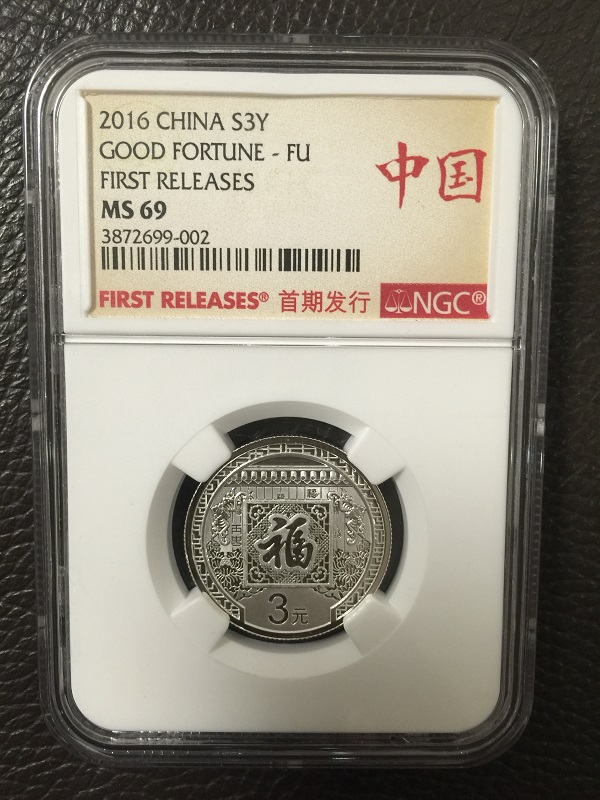 2016 CHINA S3Y
GOOD FORTUNE - FU
FIRST RELEASES
MS 69
3872699-002
中国
FIRST RELEASES® 首期发行 NGC®
福
3元